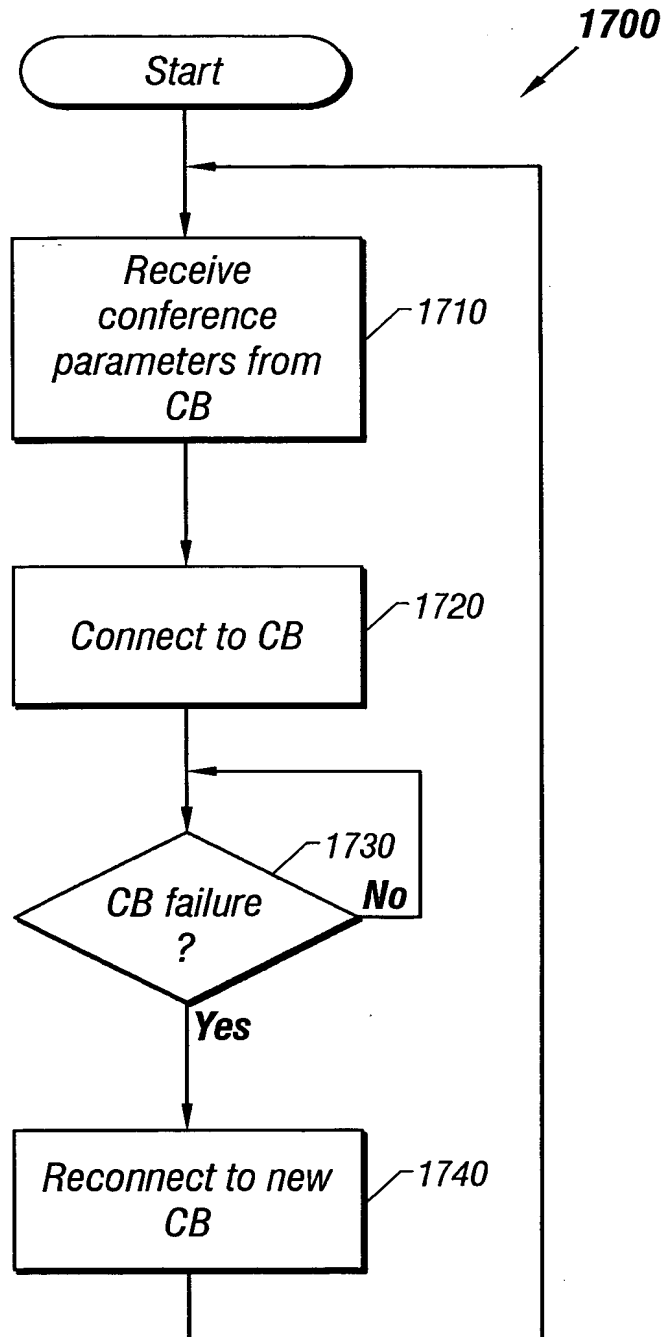 1700
Start
Receive
conference
parameters from
CB
1710
Connect to CB
1720
1730
CB failure
?
No
Yes
Reconnect to new
CB
1740